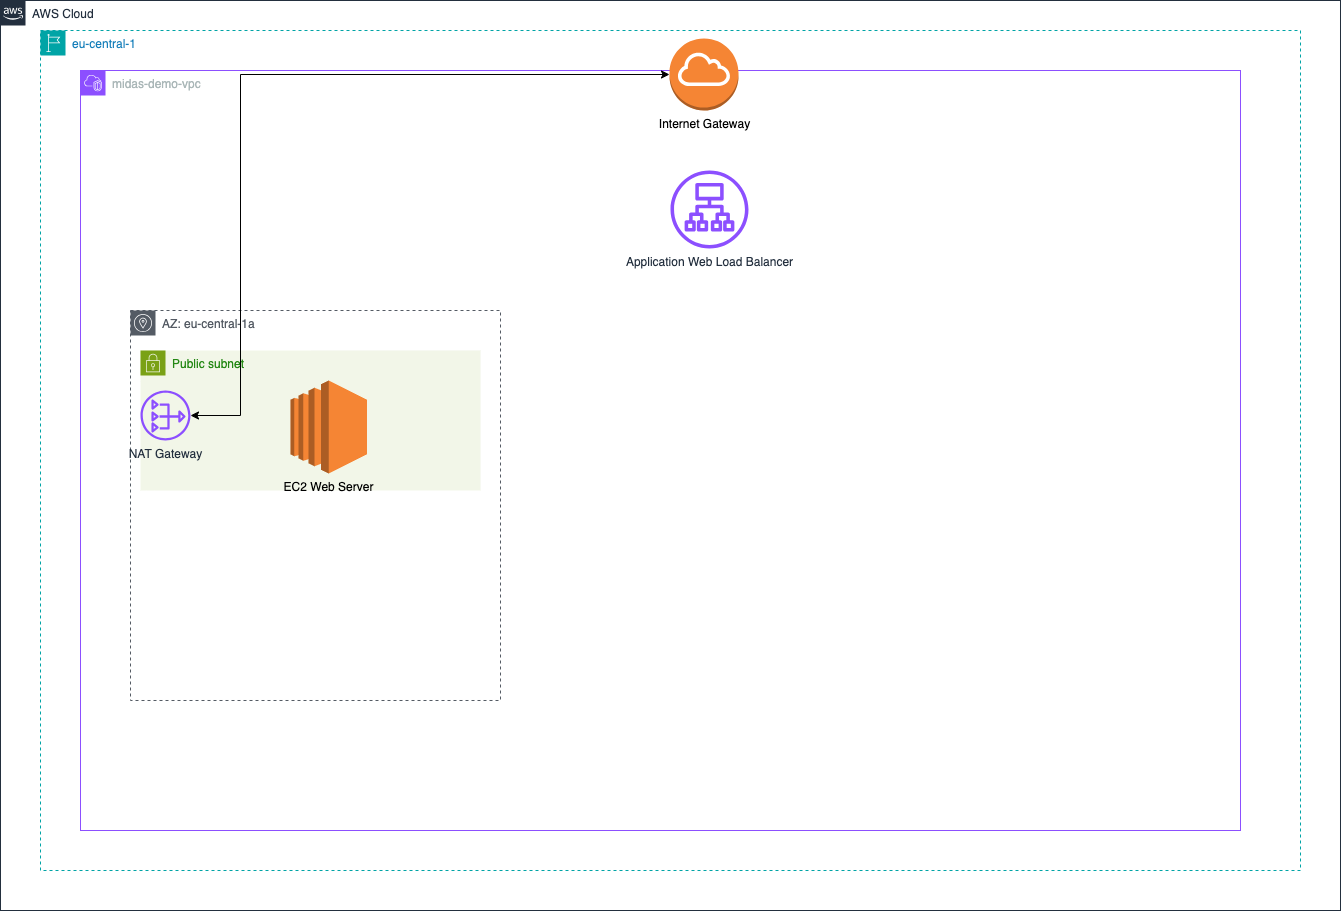 aws
AWS Cloud
eu-central-1
midas-demo-vpc
Internet Gateway
Application Web Load Balancer
AZ: eu-central-1a
Public subnet
NAT Gateway
EC2 Web Server